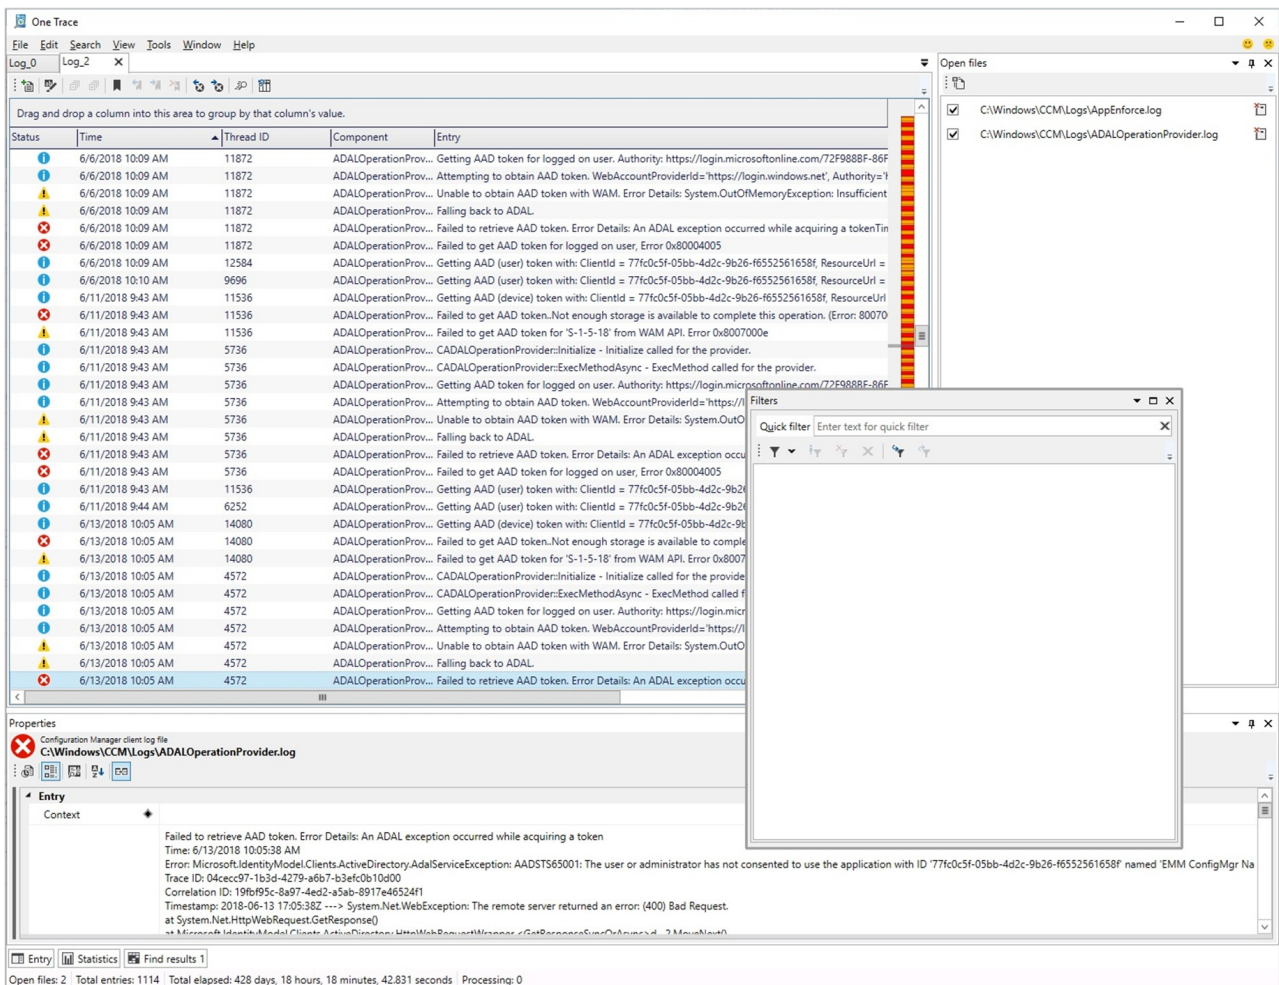 One Trace
File Edit Search View Tools Window Help
Log_0 Log_2
Open files
Drag and drop a column into this area to group by that column's value.
C:\Windows\CCM\Logs\AppEnforce.log
C:\Windows\CCM\Logs\ADALOperationProvider.log
Status Time Thread ID Component Entry
6/6/2018 10:09 AM 11872 ADALOperationProv... Getting AAD token for logged on user. Authority: https://login.microsoftonline.com/72F988BF-86F
6/6/2018 10:09 AM 11872 ADALOperationProv... Attempting to obtain AAD token. WebAccountProviderId='https://login.windows.net', Authority='
6/6/2018 10:09 AM 11872 ADALOperationProv... Unable to obtain AAD token with WAM. Error Details: System.OutOfMemoryException: Insufficient
6/6/2018 10:09 AM 11872 ADALOperationProv... Falling back to ADAL.
6/6/2018 10:09 AM 11872 ADALOperationProv... Failed to retrieve AAD token. Error Details: An ADAL exception occurred while acquiring a tokenTin
6/6/2018 10:09 AM 11872 ADALOperationProv... Failed to get AAD token for logged on user, Error 0x80004005
6/6/2018 10:09 AM 12584 ADALOperationProv... Getting AAD (user) token with: ClientId = 77fc0c5f-05bb-4d2c-9b26-f6552561658f, ResourceUrl =
6/6/2018 10:10 AM 9696 ADALOperationProv... Getting AAD (user) token with: ClientId = 77fc0c5f-05bb-4d2c-9b26-f6552561658f, ResourceUrl =
6/11/2018 9:43 AM 11536 ADALOperationProv... Getting AAD (device) token with: ClientId = 77fc0c5f-05bb-4d2c-9b26-f6552561658f, ResourceUrl
6/11/2018 9:43 AM 11536 ADALOperationProv... Failed to get AAD token..Not enough storage is available to complete this operation. (Error: 80070
6/11/2018 9:43 AM 11536 ADALOperationProv... Failed to get AAD token for 'S-1-5-18' from WAM API. Error 0x8007000e
6/11/2018 9:43 AM 5736 ADALOperationProv... CADALOperationProvider::Initialize - Initialize called for the provider.
6/11/2018 9:43 AM 5736 ADALOperationProv... CADALOperationProvider::ExecMethodAsync - ExecMethod called for the provider.
6/11/2018 9:43 AM 5736 ADALOperationProv... Getting AAD token for logged on user. Authority: https://login.microsoftonline.com/72F988BF-86F
6/11/2018 9:43 AM 5736 ADALOperationProv... Attempting to obtain AAD token. WebAccountProviderId='https://l
6/11/2018 9:43 AM 5736 ADALOperationProv... Unable to obtain AAD token with WAM. Error Details: System.OutO
6/11/2018 9:43 AM 5736 ADALOperationProv... Falling back to ADAL.
6/11/2018 9:43 AM 5736 ADALOperationProv... Failed to retrieve AAD token. Error Details: An ADAL exception occu
6/11/2018 9:43 AM 5736 ADALOperationProv... Failed to get AAD token for logged on user, Error 0x80004005
6/11/2018 9:43 AM 11536 ADALOperationProv... Getting AAD (user) token with: ClientId = 77fc0c5f-05bb-4d2c-9b26
6/11/2018 9:44 AM 6252 ADALOperationProv... Getting AAD (user) token with: ClientId = 77fc0c5f-05bb-4d2c-9b26
6/13/2018 10:05 AM 14080 ADALOperationProv... Getting AAD (device) token with: ClientId = 77fc0c5f-05bb-4d2c-9b
6/13/2018 10:05 AM 14080 ADALOperationProv... Failed to get AAD token..Not enough storage is available to comple
6/13/2018 10:05 AM 14080 ADALOperationProv... Failed to get AAD token for 'S-1-5-18' from WAM API. Error 0x8007
6/13/2018 10:05 AM 4572 ADALOperationProv... CADALOperationProvider::Initialize - Initialize called for the provide
6/13/2018 10:05 AM 4572 ADALOperationProv... CADALOperationProvider::ExecMethodAsync - ExecMethod called f
6/13/2018 10:05 AM 4572 ADALOperationProv... Getting AAD token for logged on user. Authority: https://login.micr
6/13/2018 10:05 AM 4572 ADALOperationProv... Attempting to obtain AAD token. WebAccountProviderId='https://l
6/13/2018 10:05 AM 4572 ADALOperationProv... Unable to obtain AAD token with WAM. Error Details: System.OutO
6/13/2018 10:05 AM 4572 ADALOperationProv... Falling back to ADAL.
6/13/2018 10:05 AM 4572 ADALOperationProv... Failed to retrieve AAD token. Error Details: An ADAL exception occu
Filters
Quick filter Enter text for quick filter
Properties
Configuration Manager client log file
C:\Windows\CCM\Logs\ADALOperationProvider.log
Entry
Context
Failed to retrieve AAD token. Error Details: An ADAL exception occurred while acquiring a token
Time: 6/13/2018 10:05:38 AM
Error: Microsoft.IdentityModel.Clients.ActiveDirectory.AdalServiceException: AADSTS65001: The user or administrator has not consented to use the application with ID '77fc0c5f-05bb-4d2c-9b26-f6552561658f' named 'EMM ConfigMgr Na
Trace ID: 04cecc97-1b3d-4279-a6b7-b3efc0b10d00
Correlation ID: 19fbf95c-8a97-4ed2-a5ab-8917e46524f1
Timestamp: 2018-06-13 17:05:38Z ---> System.Net.WebException: The remote server returned an error: (400) Bad Request.
at System.Net.HttpWebRequest.GetResponse()
at Microsoft.IdentityModel.Clients.ActiveDirectory.HttpWebRequestWrapper.<GetResponseSyncOrAsync>d__2.MoveNext()
Entry Statistics Find results 1
Open files: 2 Total entries: 1114 Total elapsed: 428 days, 18 hours, 18 minutes, 42.831 seconds Processing: 0